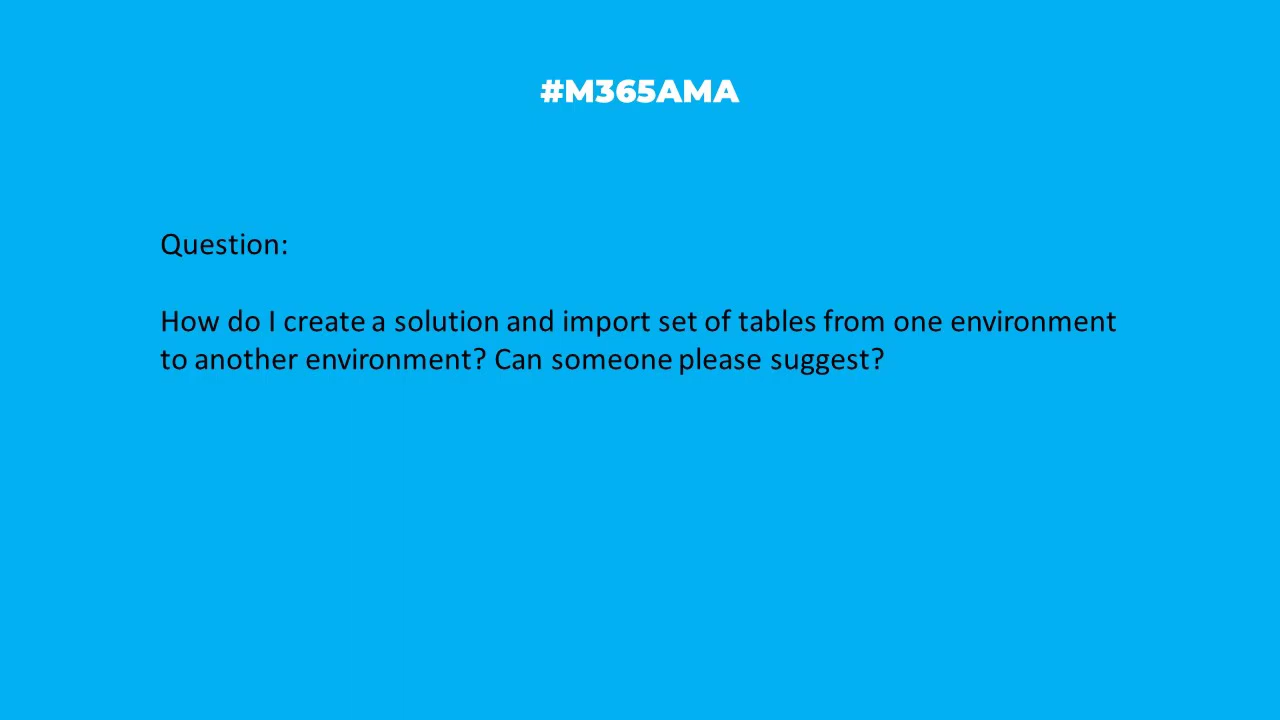 #M365AMA
Question:
How do I create a solution and import set of tables from one environment
to another environment? Can someone please suggest?